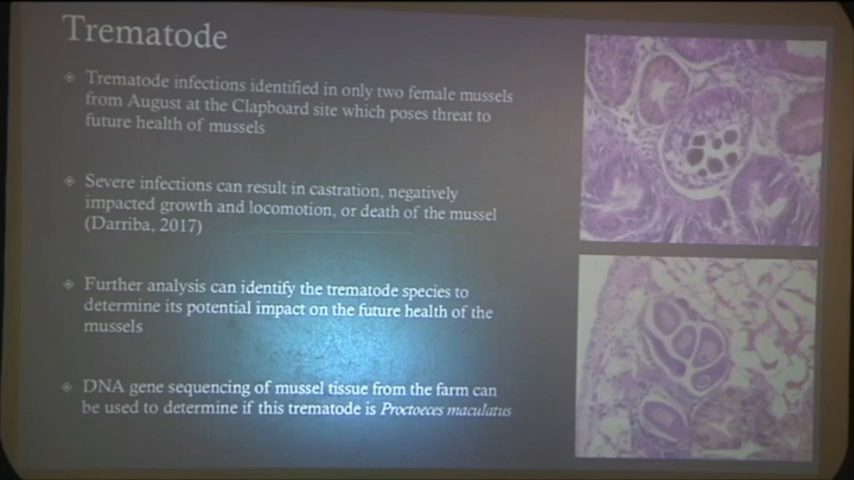 Trematode
Trematode infections identified in only two female mussels
from August at the Clapboard site which poses threat to
future health of mussels
Severe infections can result in castration, negatively
impacted growth and locomotion, or death of the mussel
(Darriba, 2017)
Further analysis can identify the trematode species to
determine its potential impact on the future health of the
mussels
DNA gene sequencing of mussel tissue from the farm can
be used to determine if this trematode is Proctoeces maculatus